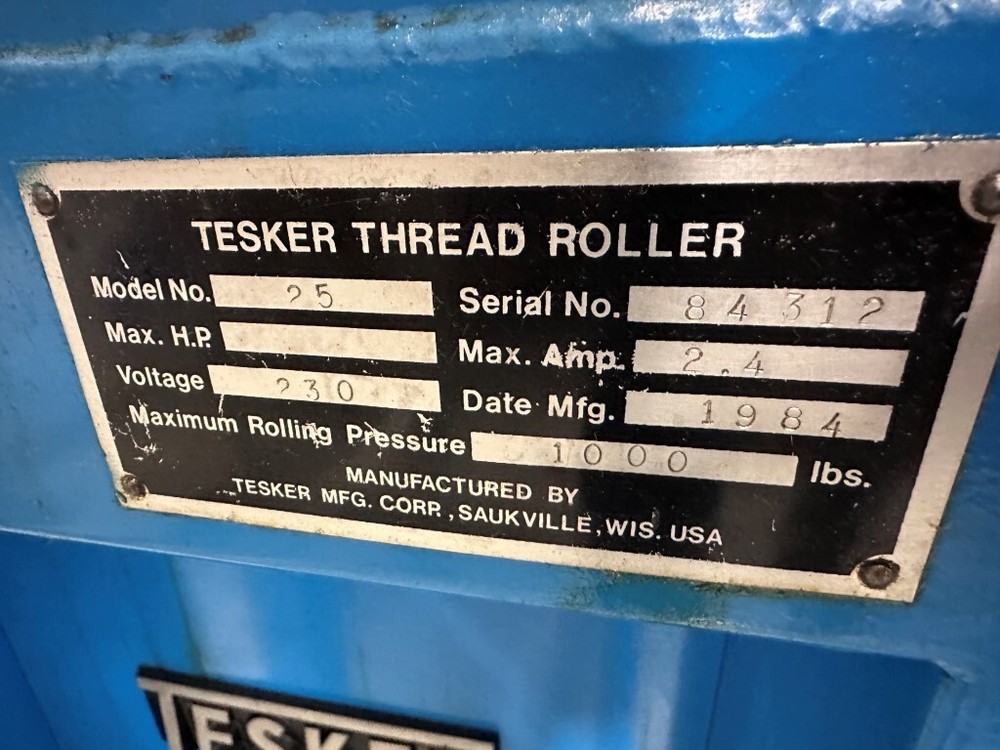 TESKER THREAD ROLLER
Model No. 25 Serial No. 84312
Max. H.P. Max. Amp. 2.4
Voltage 230 Date Mfg. 1984
Maximum Rolling Pressure 1000 lbs.
MANUFACTURED BY
TESKER MFG. CORP., SAUKVILLE, WIS. USA
TESKER